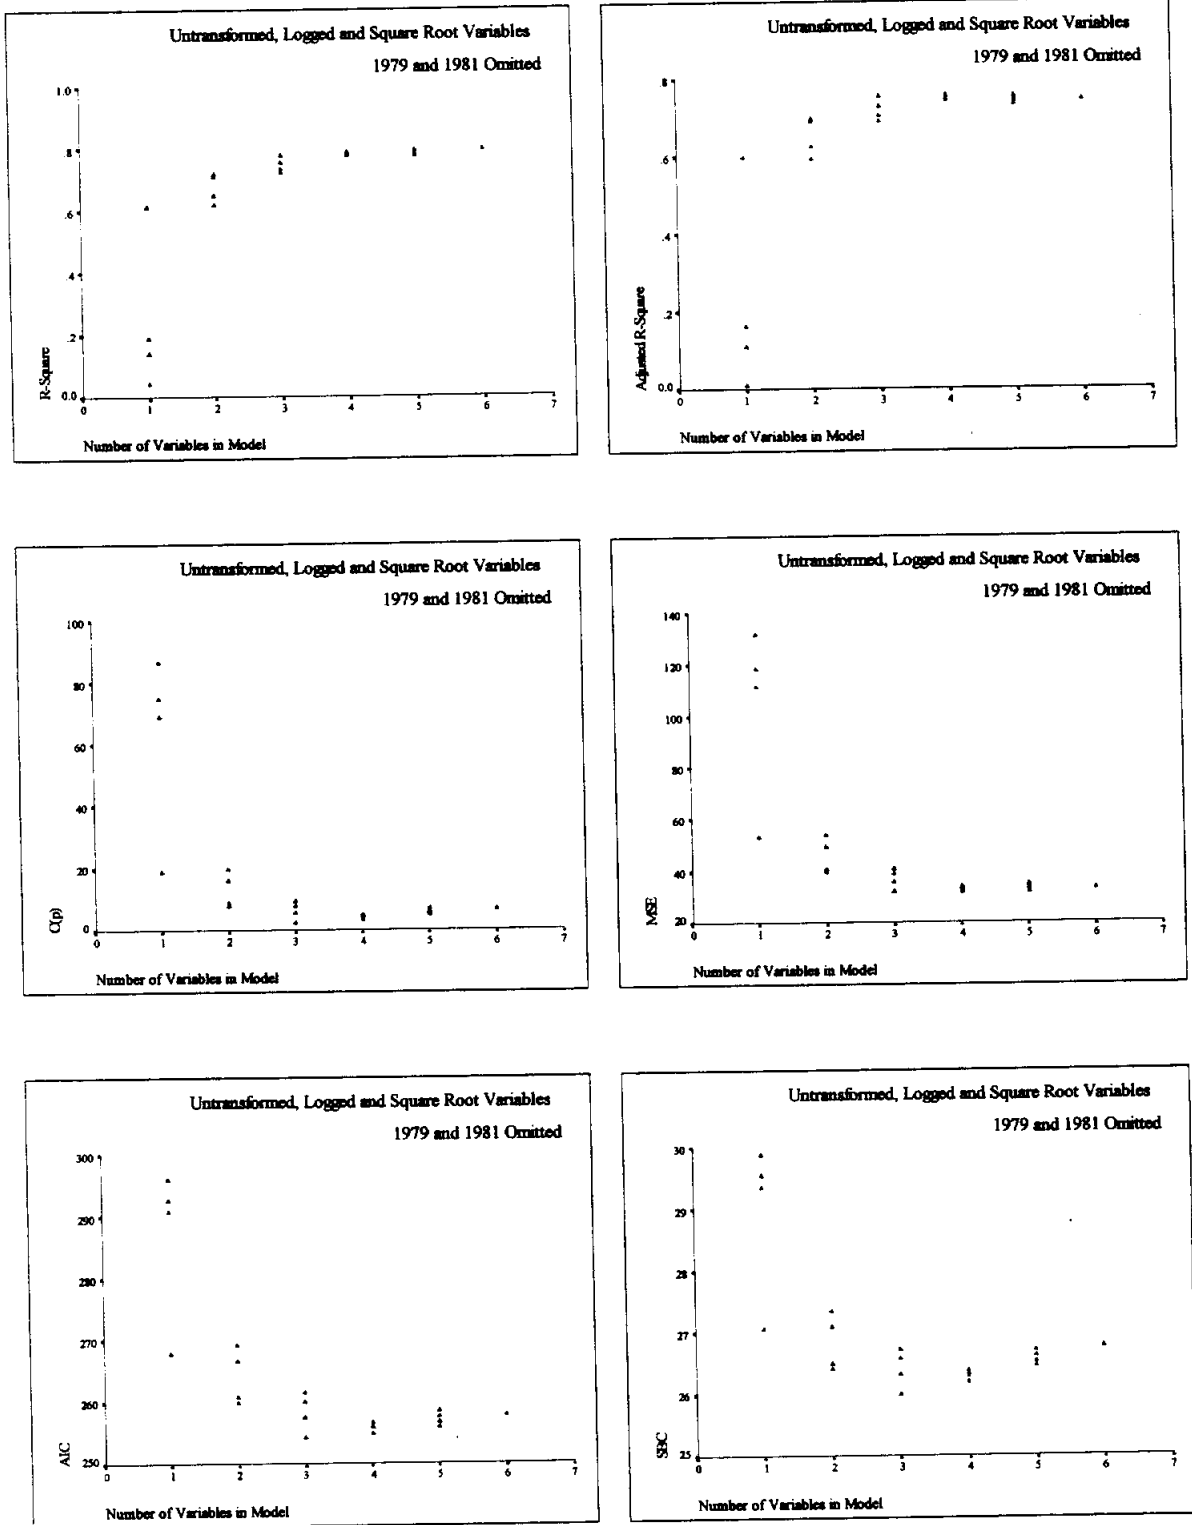 Untransformed, Logged and Square Root Variables
1979 and 1981 Omitted
1.0
.8
.6
.4
.2
0.0
R-Square
0 1 2 3 4 5 6 7
Number of Variables in Model
Untransformed, Logged and Square Root Variables
1979 and 1981 Omitted
.8
.6
.4
.2
0.0
Adjusted R-Square
0 1 2 3 4 5 6 7
Number of Variables in Model
Untransformed, Logged and Square Root Variables
1979 and 1981 Omitted
100
80
60
40
20
0
C(p)
0 1 2 3 4 5 6 7
Number of Variables in Model
Untransformed, Logged and Square Root Variables
1979 and 1981 Omitted
140
120
100
80
60
40
20
MSE
0 1 2 3 4 5 6 7
Number of Variables in Model
Untransformed, Logged and Square Root Variables
1979 and 1981 Omitted
300
290
280
270
260
250
AIC
0 1 2 3 4 5 6 7
Number of Variables in Model
Untransformed, Logged and Square Root Variables
1979 and 1981 Omitted
30
29
28
27
26
25
SBC
0 1 2 3 4 5 6 7
Number of Variables in Model